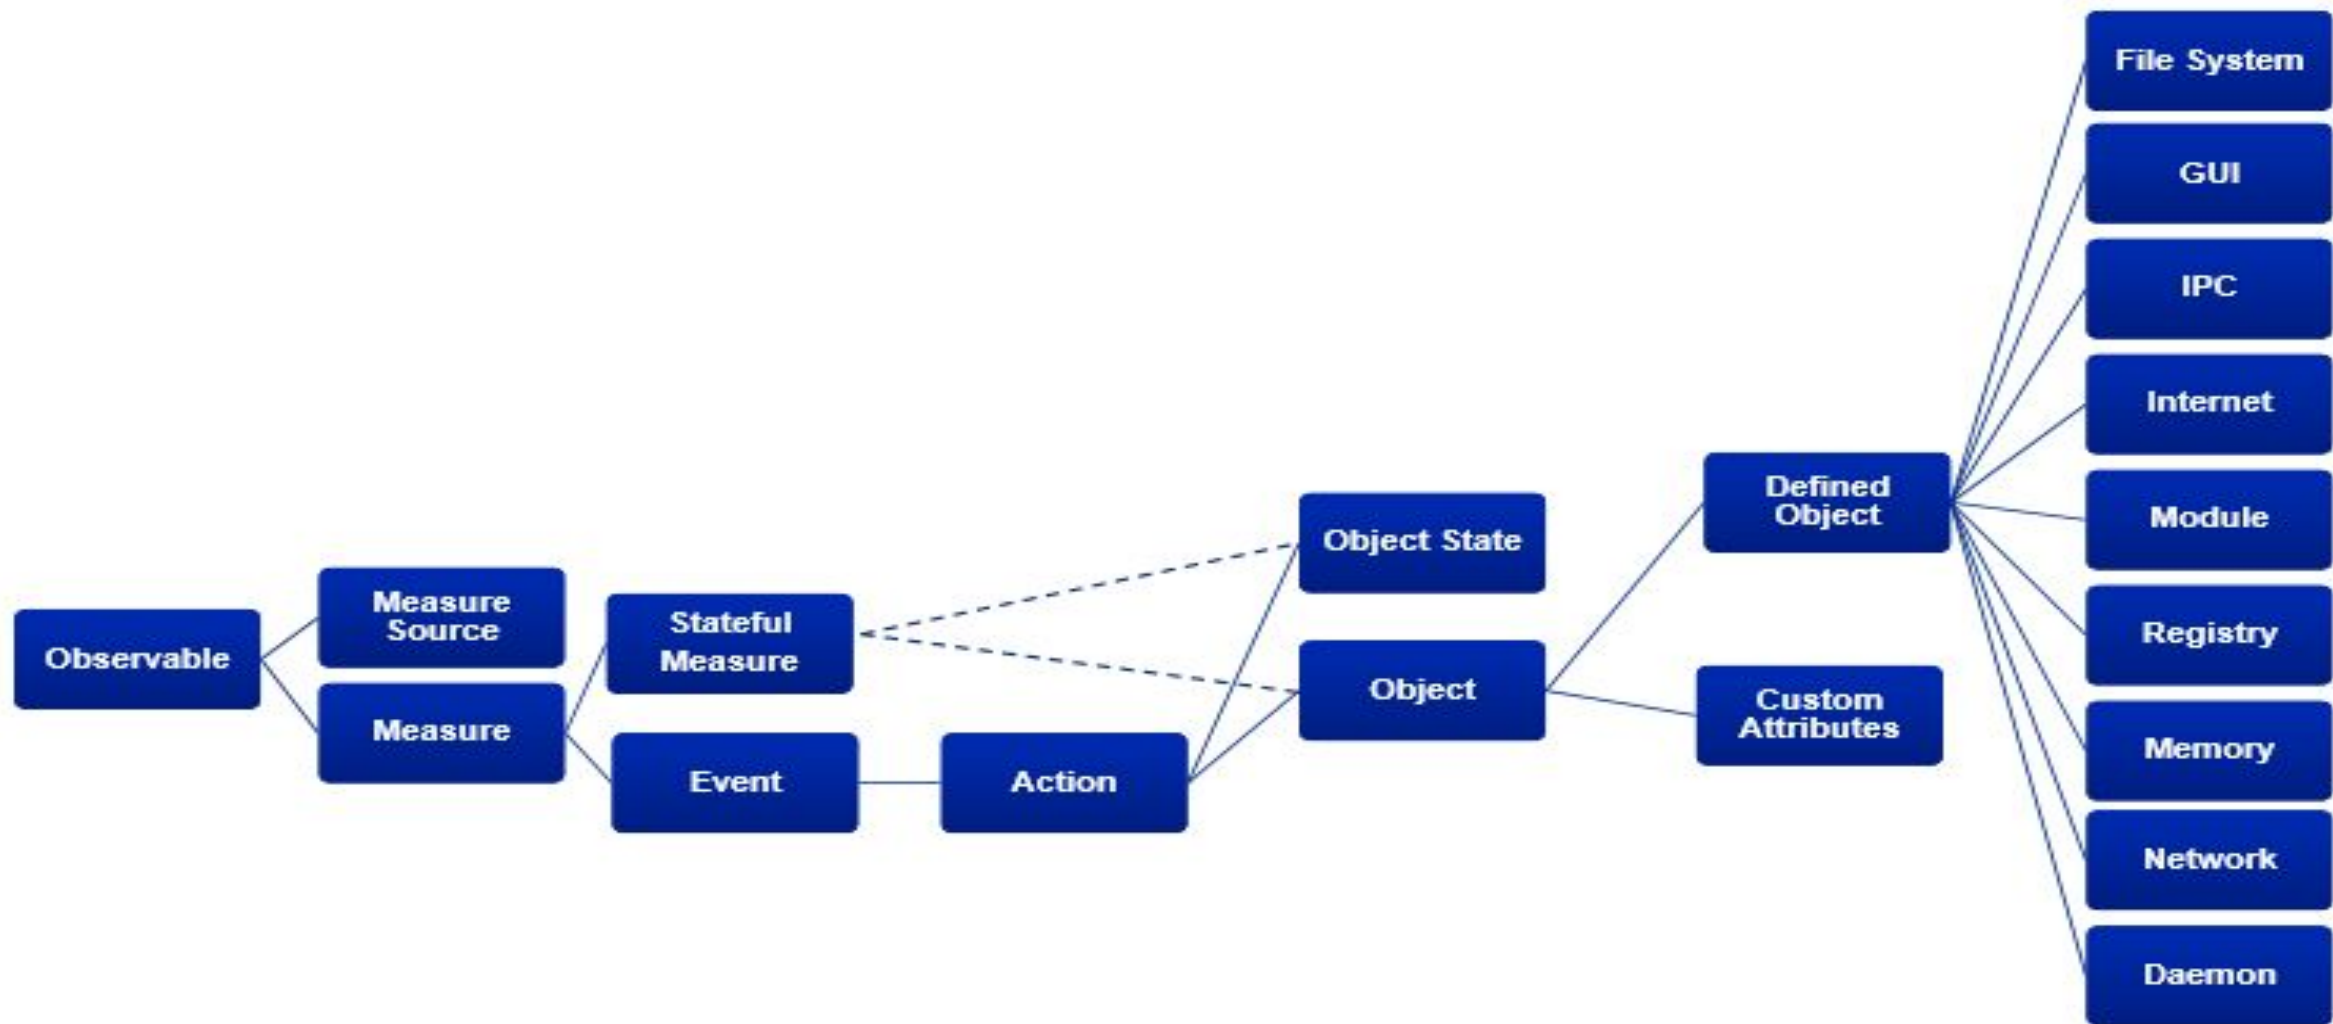 Observable
Measure
Source
Measure
Stateful
Measure
Event
Action
Object State
Object
Defined
Object
Custom
Attributes
File System
GUI
IPC
Internet
Module
Registry
Memory
Network
Daemon